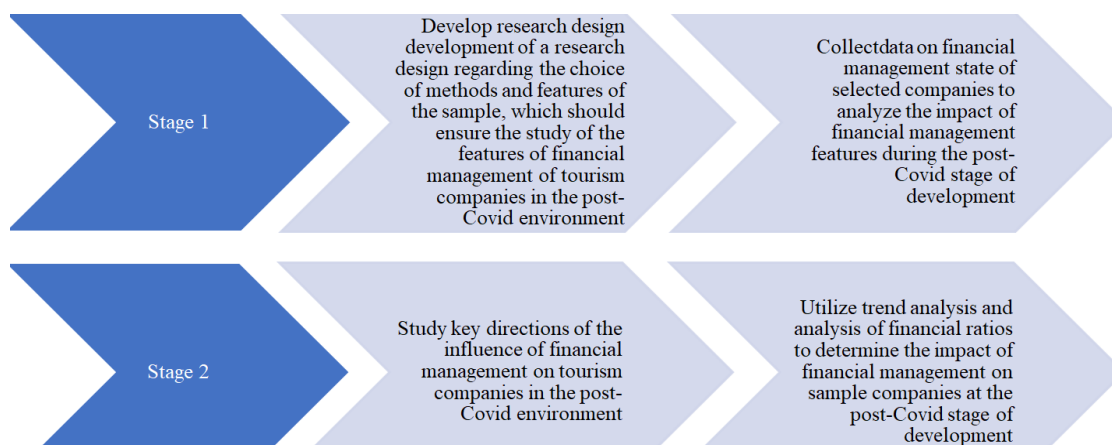 Stage 1
Develop research design
development of a research
design regarding the choice
of methods and features of
the sample, which should
ensure the study of the
features of financial
management of tourism
companies in the post-
Covid environment
Collectdata on financial
management state of
selected companies to
analyze the impact of
financial management
features during the post-
Covid stage of
development
Stage 2
Study key directions of the
influence of financial
management on tourism
companies in the post-
Covid environment
Utilize trend analysis and
analysis of financial ratios
to determine the impact of
financial management on
sample companies at the
post-Covid stage of
development